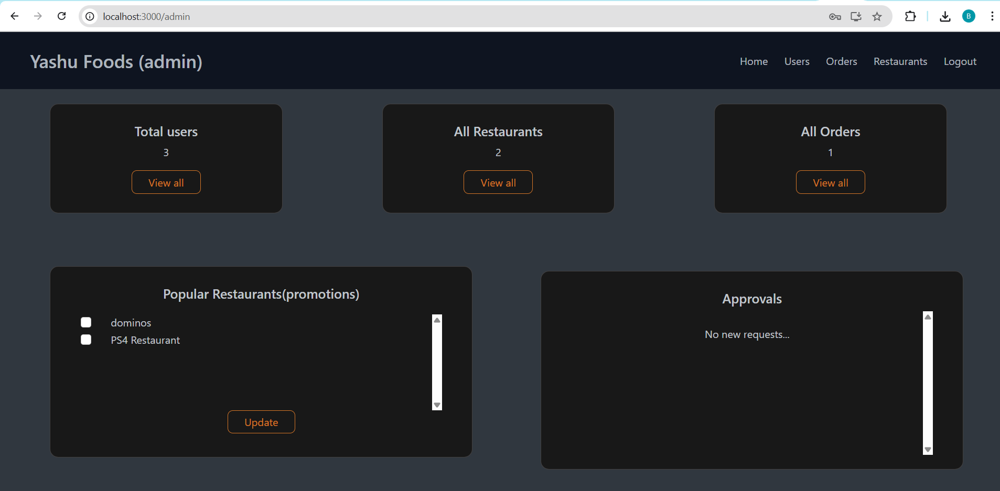 localhost:3000/admin
B
Yashu Foods (admin)
Home Users Orders Restaurants Logout
Total users
3
View all
All Restaurants
2
View all
All Orders
1
View all
Popular Restaurants(promotions)
dominos
PS4 Restaurant
Update
Approvals
No new requests...